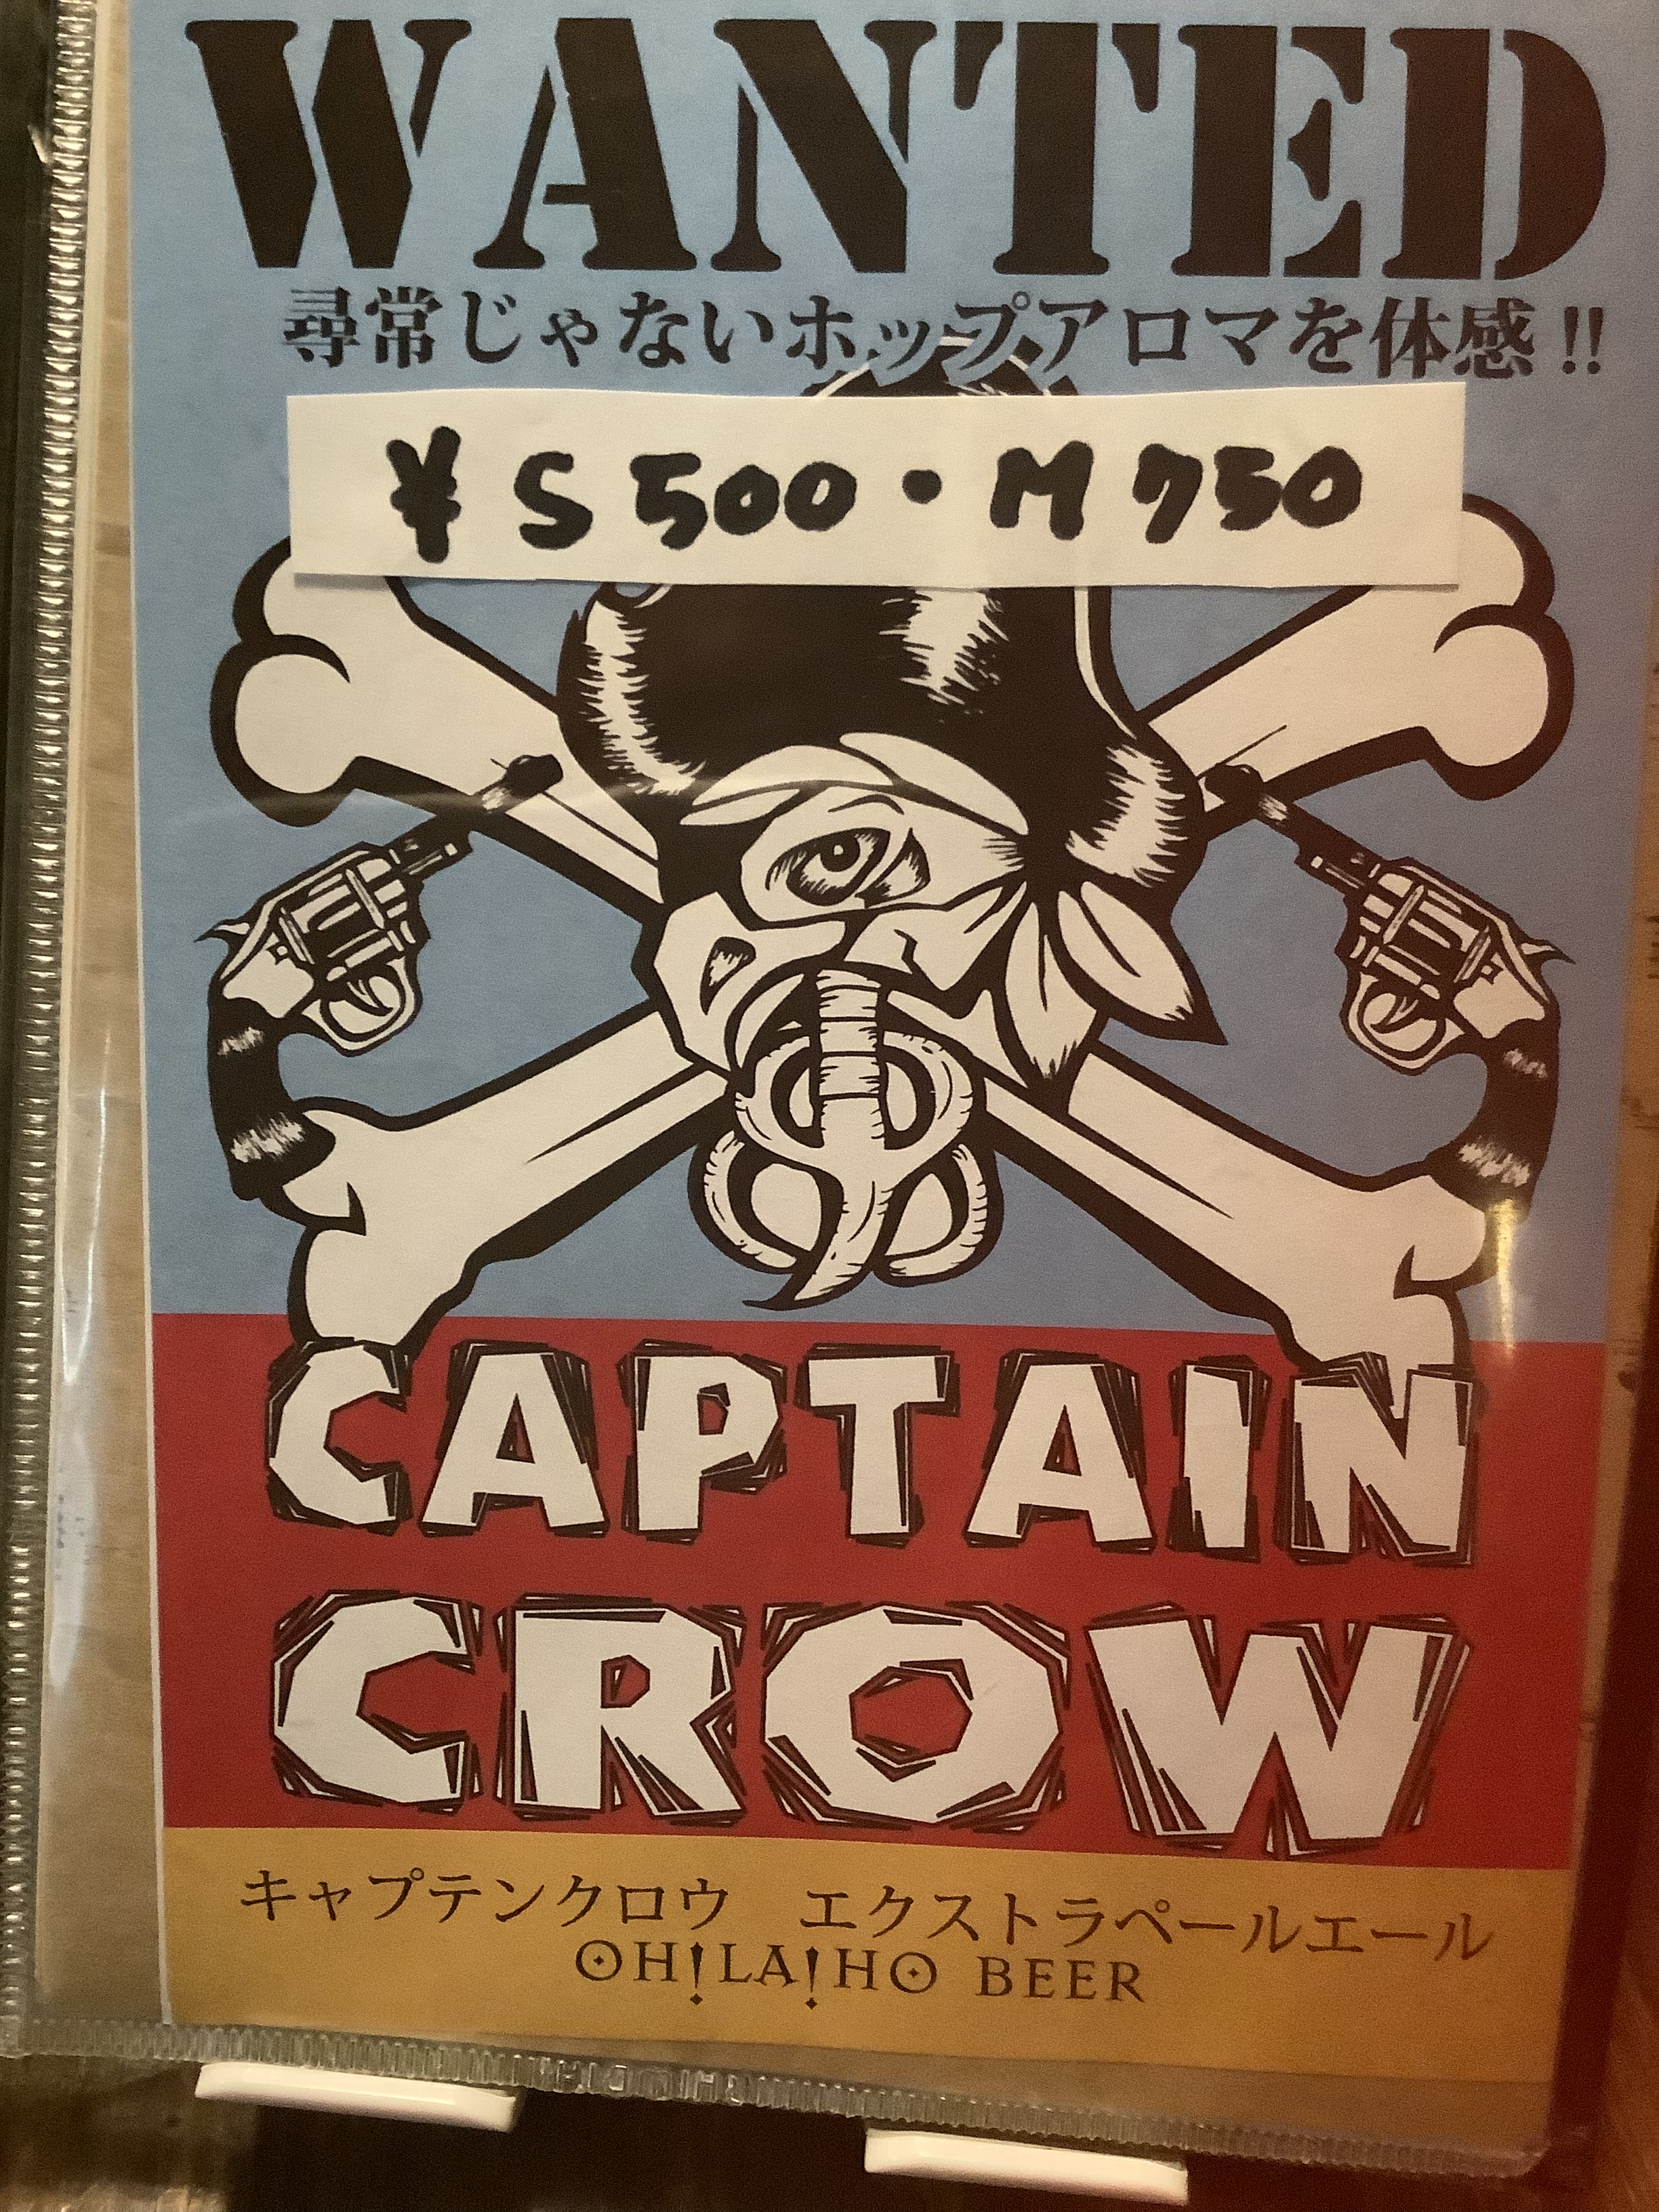 WANTED
尋常じゃないホップアロマを体感!!
¥ S 500・M 750
CAPTAIN
CROW
キャプテンクロウ エクストラペールエール
OH!LA!HO BEER